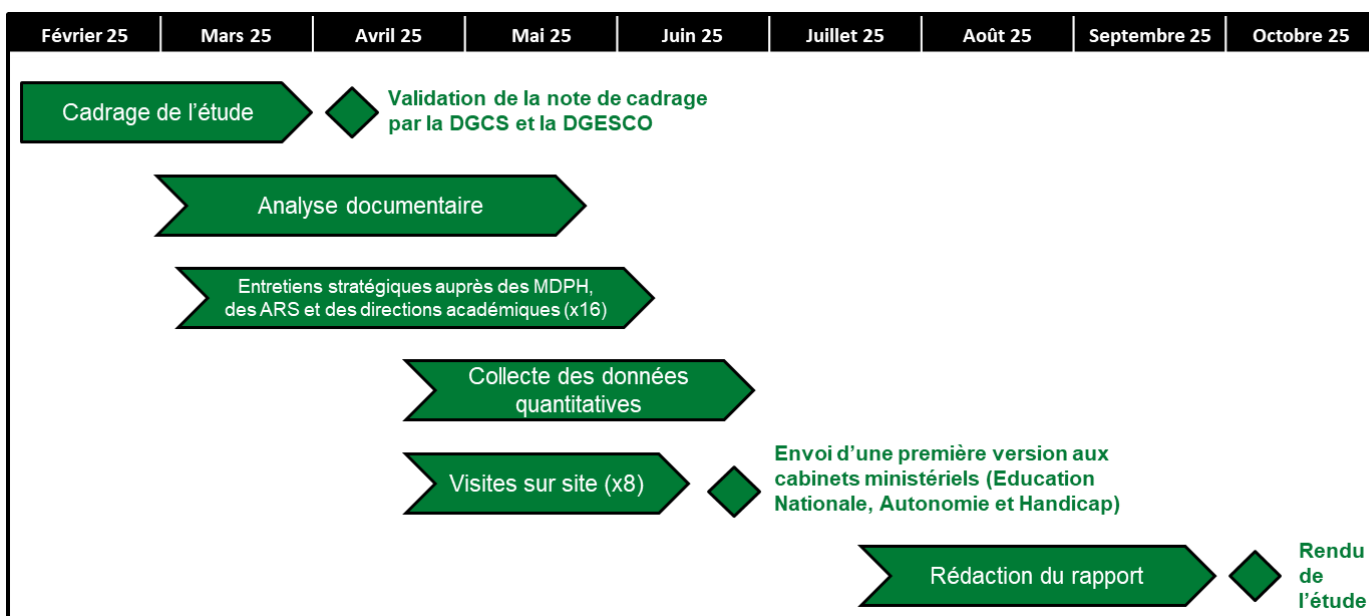 Février 25
Mars 25
Avril 25
Mai 25
Juin 25
Juillet 25
Août 25
Septembre 25
Octobre 25
Cadrage de l'étude
Validation de la note de cadrage
par la DGCS et la DGESCO
Analyse documentaire
Entretiens stratégiques auprès des MDPH,
des ARS et des directions académiques (x16)
Collecte des données
quantitatives
Visites sur site (x8)
Envoi d'une première version aux
cabinets ministériels (Education
Nationale, Autonomie et Handicap)
Rédaction du rapport
Rendu
de
l'étude